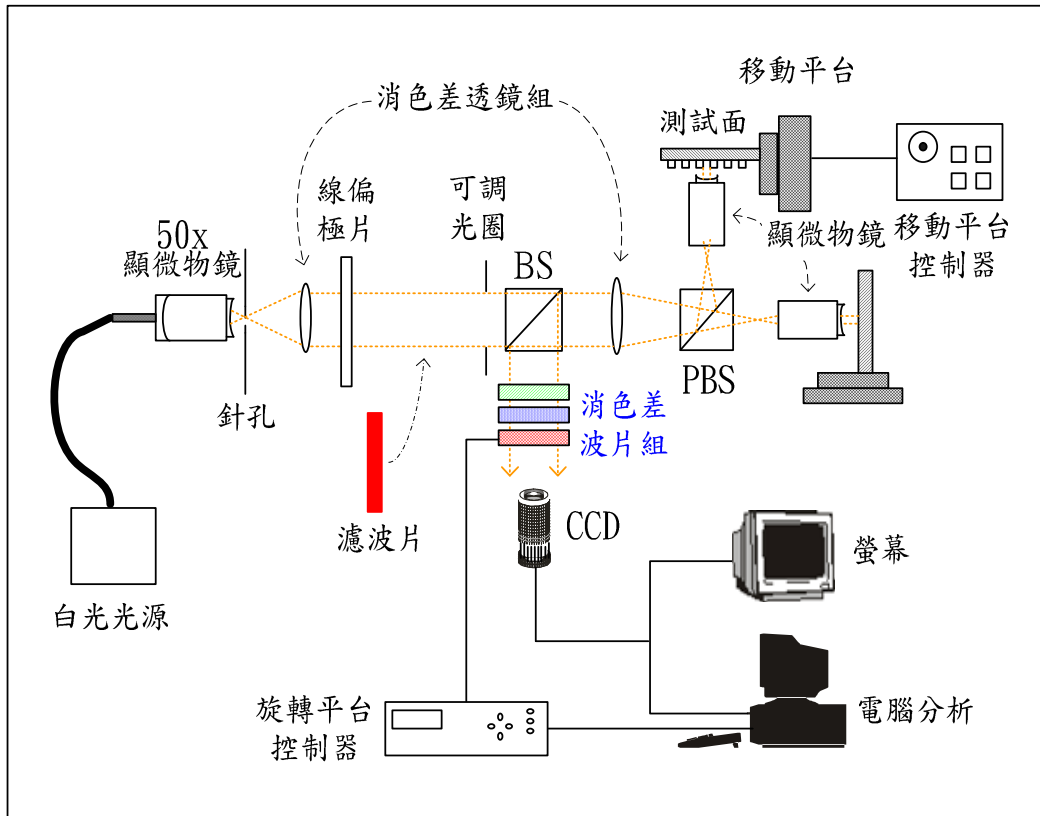 移動平台
消色差透鏡組
測試面
線偏
極片
可調
光圈
顯微物鏡
移動平台
控制器
50x
顯微物鏡
BS
PBS
針孔
消色差
波片組
濾波片
CCD
螢幕
白光光源
旋轉平台
控制器
電腦分析